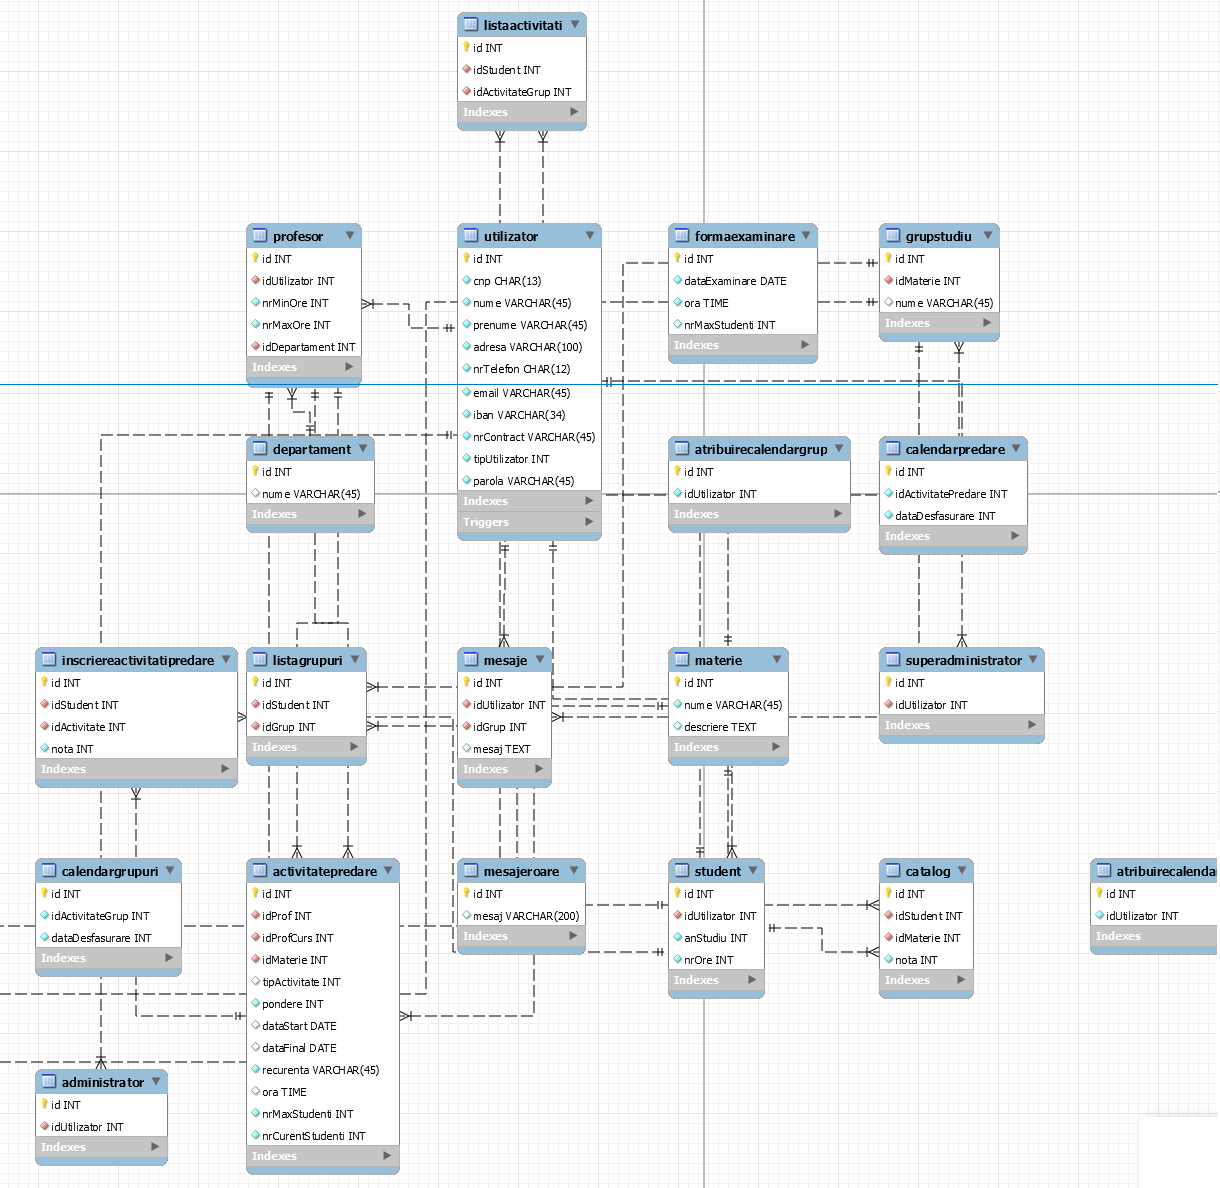 listaactivitati
id INT
idStudent INT
idActivitateGrup INT
Indexes
profesor
id INT
idUtilizator INT
nrMinOre INT
nrMaxOre INT
idDepartament INT
Indexes
utilizator
id INT
cnp CHAR(13)
nume VARCHAR(45)
prenume VARCHAR(45)
adresa VARCHAR(100)
nrTelefon CHAR(12)
email VARCHAR(45)
iban VARCHAR(34)
nrContract VARCHAR(45)
tipUtilizator INT
parola VARCHAR(45)
Indexes
Triggers
formaexaminare
id INT
dataExaminare DATE
ora TIME
nrMaxStudenti INT
Indexes
grupstudiu
id INT
idMaterie INT
nume VARCHAR(45)
Indexes
departament
id INT
nume VARCHAR(45)
Indexes
atribuirecalendargrup
id INT
idUtilizator INT
Indexes
calendarpredare
id INT
idActivitatePredare INT
dataDesfasurare INT
Indexes
inscriereactivitatipredare
id INT
idStudent INT
idActivitate INT
nota INT
Indexes
listagrupuri
id INT
idStudent INT
idGrup INT
Indexes
mesaje
id INT
idUtilizator INT
idGrup INT
mesaj TEXT
Indexes
materie
id INT
nume VARCHAR(45)
descriere TEXT
Indexes
superadministrator
id INT
idUtilizator INT
Indexes
calendargrupuri
id INT
idActivitateGrup INT
dataDesfasurare INT
Indexes
activitatepredare
id INT
idProf INT
idProfCurs INT
idMaterie INT
tipActivitate INT
pondere INT
dataStart DATE
dataFinal DATE
recurenta VARCHAR(45)
ora TIME
nrMaxStudenti INT
nrCurentStudenti INT
Indexes
mesajeroare
id INT
mesaj VARCHAR(200)
Indexes
student
id INT
idUtilizator INT
anStudiu INT
nrOre INT
Indexes
catalog
id INT
idStudent INT
idMaterie INT
nota INT
Indexes
atribuirecalenda
id INT
idUtilizator INT
Indexes
administrator
id INT
idUtilizator INT
Indexes